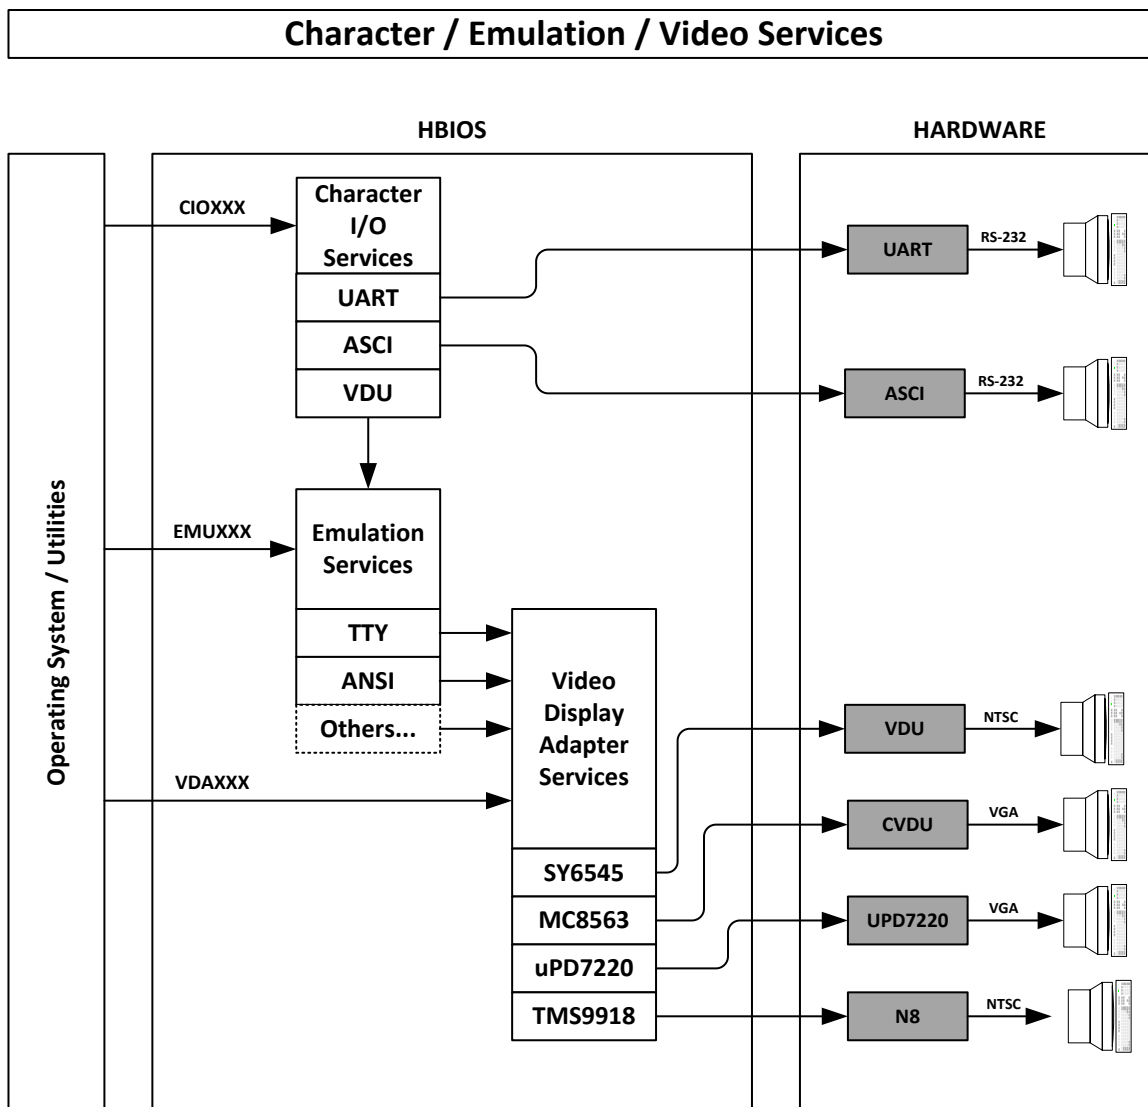 Character / Emulation / Video Services
HBIOS
HARDWARE
Operating System / Utilities
CIOXXX
Character
I/O
Services
UART
ASCI
VDU
UART
RS-232
ASCI
RS-232
EMUXXX
Emulation
Services
TTY
ANSI
Others...
VDAXXX
Video
Display
Adapter
Services
SY6545
MC8563
uPD7220
TMS9918
VDU
NTSC
CVDU
VGA
UPD7220
VGA
N8
NTSC